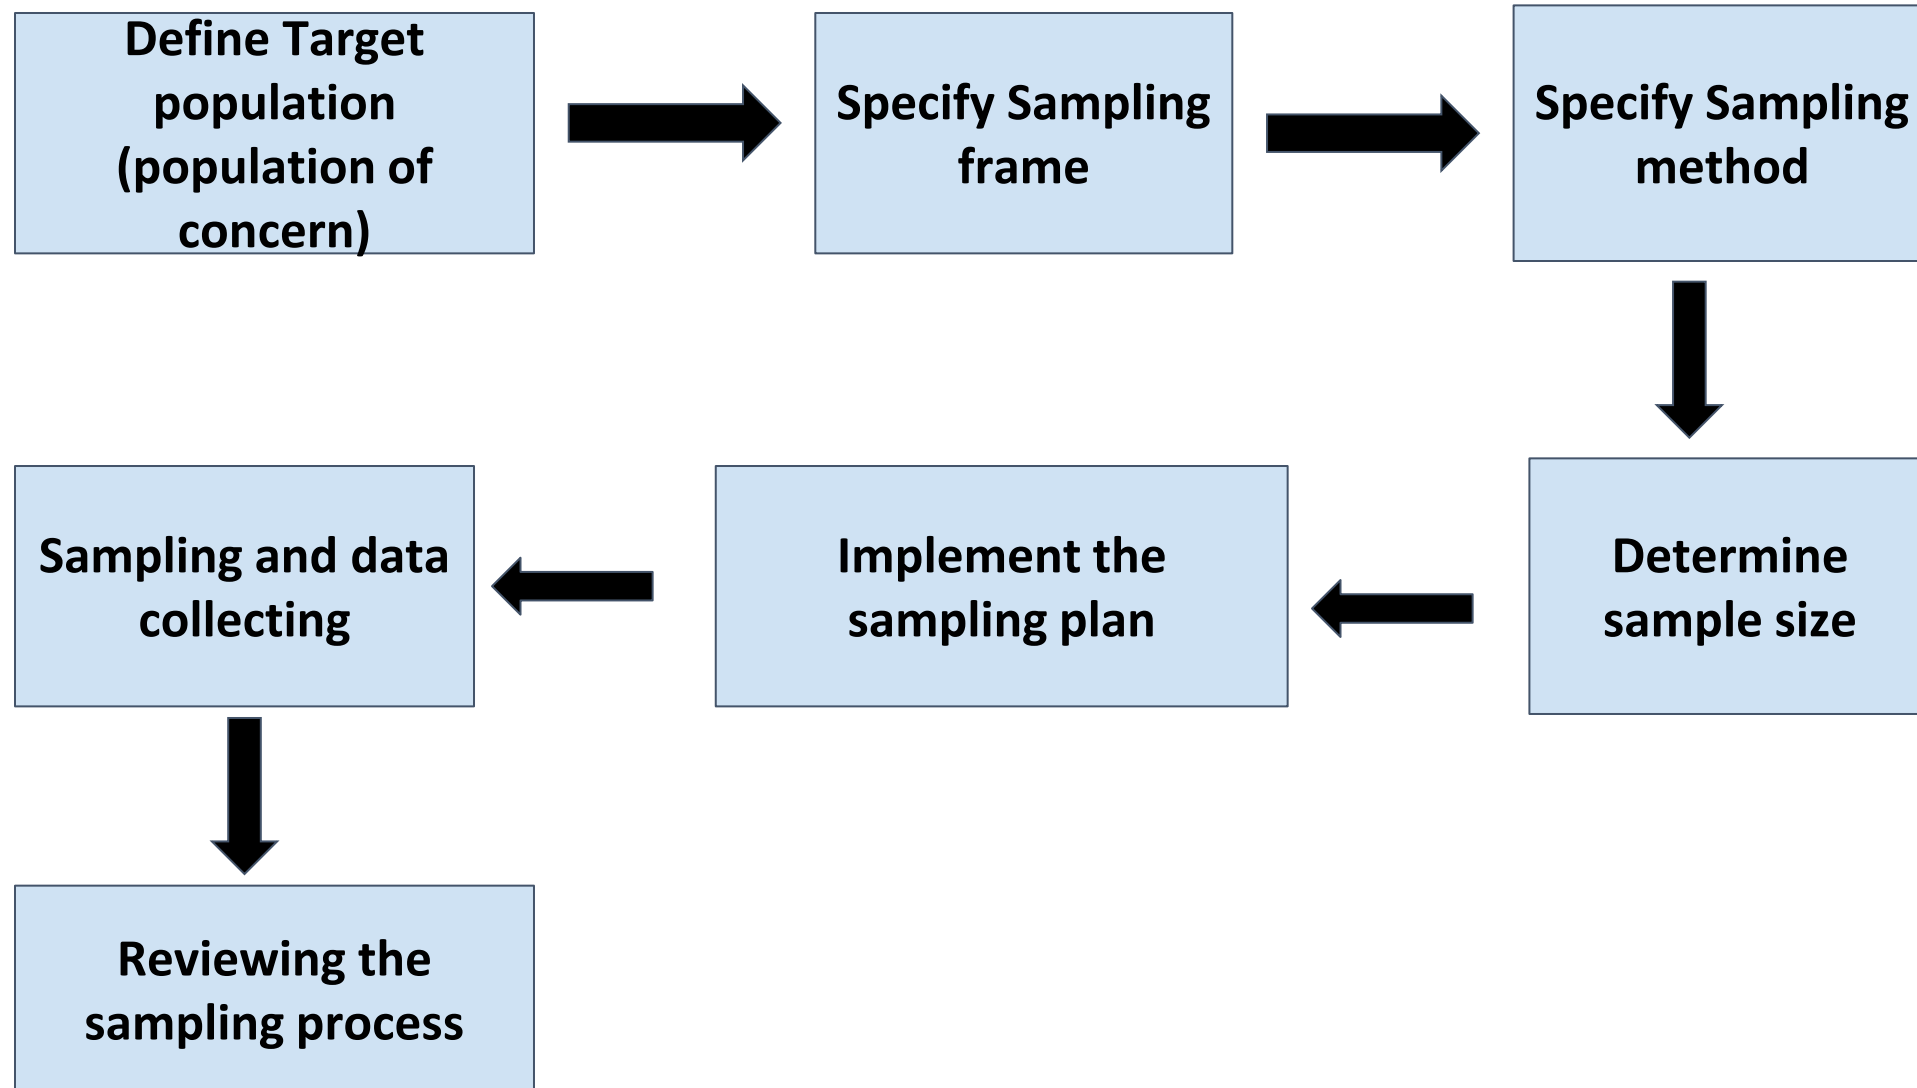 Define Target
population
(population of
concern)
Specify Sampling
frame
Specify Sampling
method
Determine
sample size
Implement the
sampling plan
Sampling and data
collecting
Reviewing the
sampling process